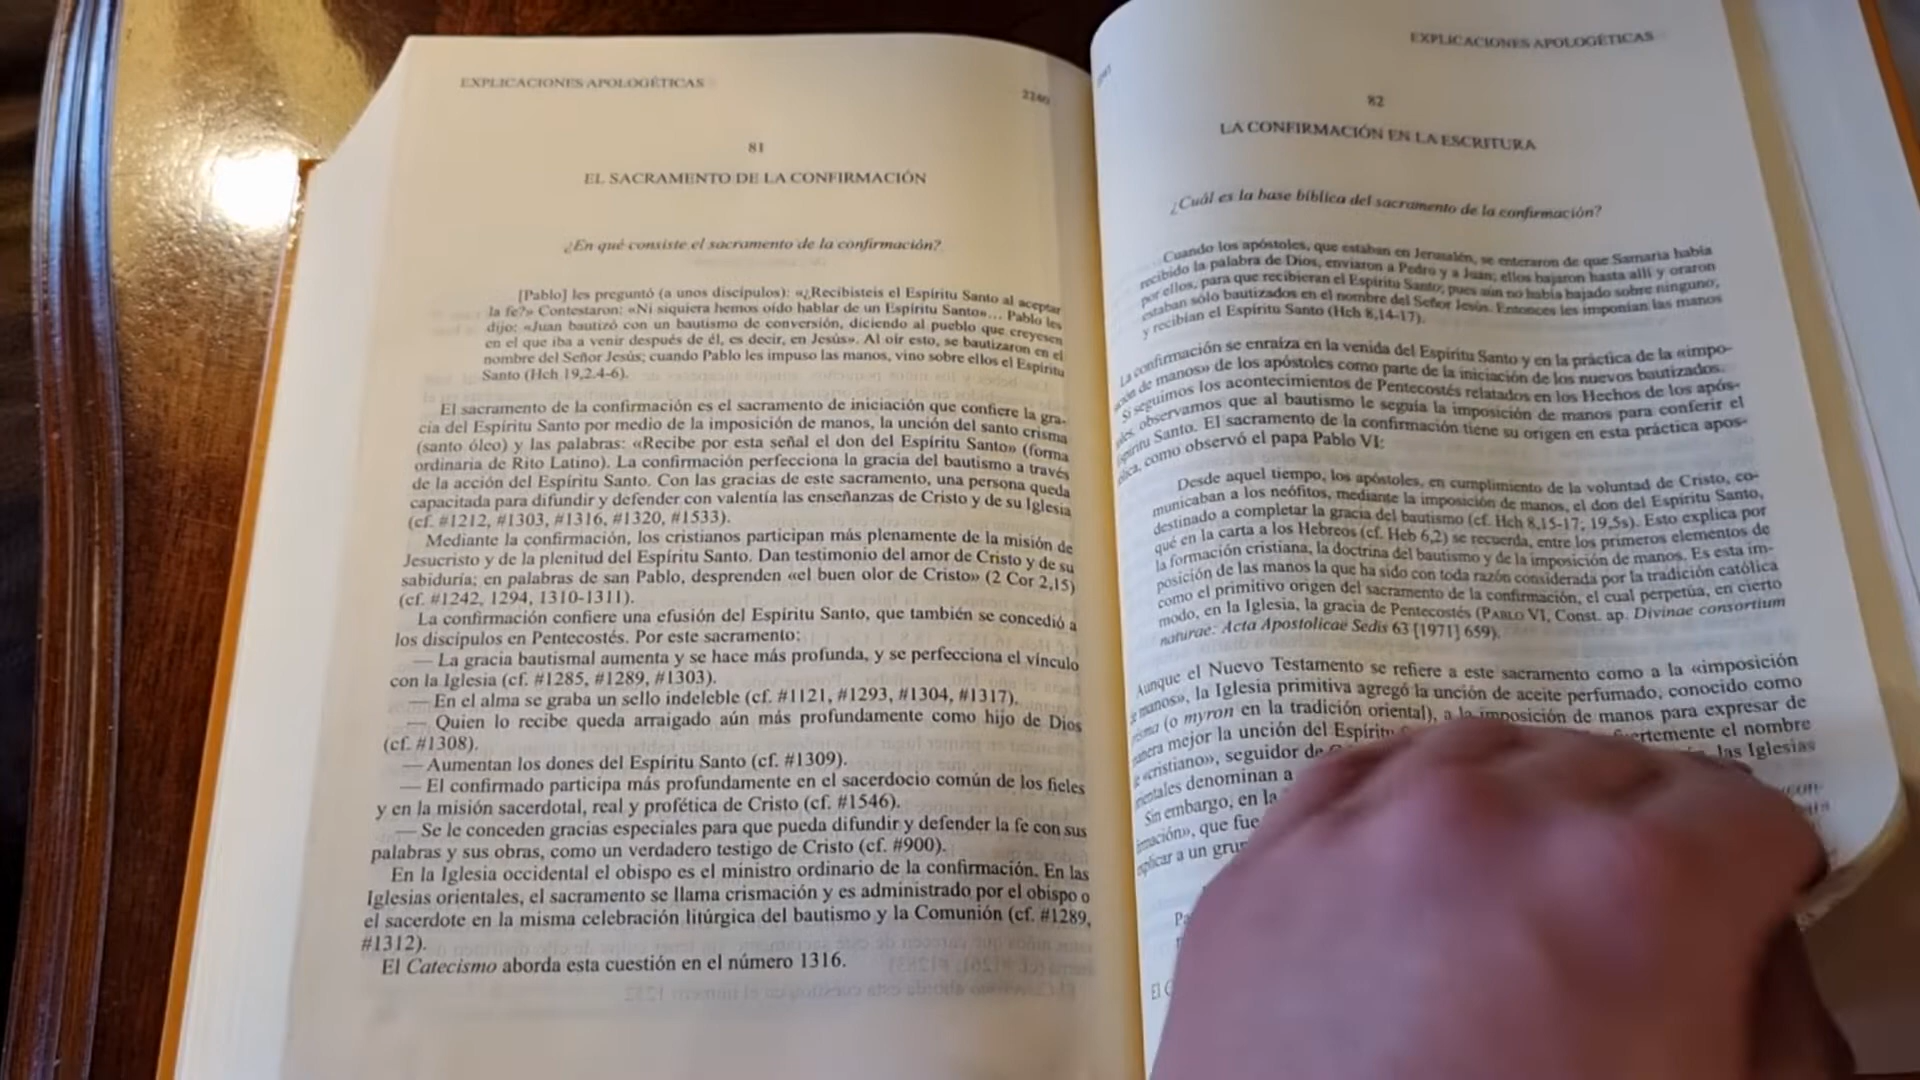 EXPLICACIONES APOLOGÉTICAS
2240
81
EL SACRAMENTO DE LA CONFIRMACIÓN
¿En qué consiste el sacramento de la confirmación?
[Pablo] les preguntó (a unos discípulos): «¿Recibisteis el Espíritu Santo al aceptar
la fe?» Contestaron: «Ni siquiera hemos oído hablar de un Espíritu Santo»... Pablo les
dijo: «Juan bautizó con un bautismo de conversión, diciendo al pueblo que creyesen
en el que iba a venir después de él, es decir, en Jesús». Al oír esto, se bautizaron en el
nombre del Señor Jesús; cuando Pablo les impuso las manos, vino sobre ellos el Espíritu
Santo (Hch 19,2.4-6).
El sacramento de la confirmación es el sacramento de iniciación que confiere la gra-
cia del Espíritu Santo por medio de la imposición de manos, la unción del santo crisma
(santo óleo) y las palabras: «Recibe por esta señal el don del Espíritu Santo» (forma
ordinaria de Rito Latino). La confirmación perfecciona la gracia del bautismo a través
de la acción del Espíritu Santo. Con las gracias de este sacramento, una persona queda
capacitada para difundir y defender con valentía las enseñanzas de Cristo y de su Iglesia
(cf. #1212, #1303, #1316, #1320, #1533).
Mediante la confirmación, los cristianos participan más plenamente de la misión de
Jesucristo y de la plenitud del Espíritu Santo. Dan testimonio del amor de Cristo y de su
sabiduría; en palabras de san Pablo, desprenden «el buen olor de Cristo» (2 Cor 2,15)
(cf. #1242, 1294, 1310-1311).
La confirmación confiere una efusión del Espíritu Santo, que también se concedió a
los discípulos en Pentecostés. Por este sacramento:
— La gracia bautismal aumenta y se hace más profunda, y se perfecciona el vínculo
con la Iglesia (cf. #1285, #1289, #1303).
— En el alma se graba un sello indeleble (cf. #1121, #1293, #1304, #1317).
— Quien lo recibe queda arraigado aún más profundamente como hijo de Dios
(cf. #1308).
— Aumentan los dones del Espíritu Santo (cf. #1309).
— El confirmado participa más profundamente en el sacerdocio común de los fieles
y en la misión sacerdotal, real y profética de Cristo (cf. #1546).
— Se le conceden gracias especiales para que pueda difundir y defender la fe con sus
palabras y sus obras, como un verdadero testigo de Cristo (cf. #900).
En la Iglesia occidental el obispo es el ministro ordinario de la confirmación. En las
Iglesias orientales, el sacramento se llama crismación y es administrado por el obispo o
el sacerdote en la misma celebración litúrgica del bautismo y la Comunión (cf. #1289,
#1312).
El Catecismo aborda esta cuestión en el número 1316.
EXPLICACIONES APOLOGÉTICAS
82
LA CONFIRMACIÓN EN LA ESCRITURA
¿Cuál es la base bíblica del sacramento de la confirmación?
Cuando los apóstoles, que estaban en Jerusalén, se enteraron de que Samaria había
recibido la palabra de Dios, enviaron a Pedro y a Juan; ellos bajaron hasta allí y oraron
por ellos, para que recibieran el Espíritu Santo; pues aún no había bajado sobre ninguno;
estaban sólo bautizados en el nombre del Señor Jesús. Entonces les imponían las manos
y recibían el Espíritu Santo (Hch 8,14-17).
La confirmación se enraíza en la venida del Espíritu Santo y en la práctica de la «impo-
sición de manos» de los apóstoles como parte de la iniciación de los nuevos bautizados.
Si seguimos los acontecimientos de Pentecostés relatados en los Hechos de los após-
toles, observamos que al bautismo le seguía la imposición de manos para conferir el
Espíritu Santo. El sacramento de la confirmación tiene su origen en esta práctica apos-
tólica, como observó el papa Pablo VI:
Desde aquel tiempo, los apóstoles, en cumplimiento de la voluntad de Cristo, co-
municaban a los neófitos, mediante la imposición de manos, el don del Espíritu Santo,
destinado a completar la gracia del bautismo (cf. Hch 8,15-17; 19,5s). Esto explica por
qué en la carta a los Hebreos (cf. Heb 6,2) se recuerda, entre los primeros elementos de
la formación cristiana, la doctrina del bautismo y de la imposición de manos. Es esta im-
posición de las manos la que ha sido con toda razón considerada por la tradición católica
como el primitivo origen del sacramento de la confirmación, el cual perpetúa, en cierto
modo, en la Iglesia, la gracia de Pentecostés (PABLO VI, Const. ap. Divinae consortium
naturae: Acta Apostolicae Sedis 63 [1971] 659).
Aunque el Nuevo Testamento se refiere a este sacramento como a la «imposición
de manos», la Iglesia primitiva agregó la unción de aceite perfumado, conocido como
crisma (o myron en la tradición oriental), a la imposición de manos para expresar de
manera mejor la unción del Espíritu fuertemente el nombre
de «cristiano», seguidor de las Iglesias
orientales denominan a
Sin embargo, en la
que fue
explicar a un